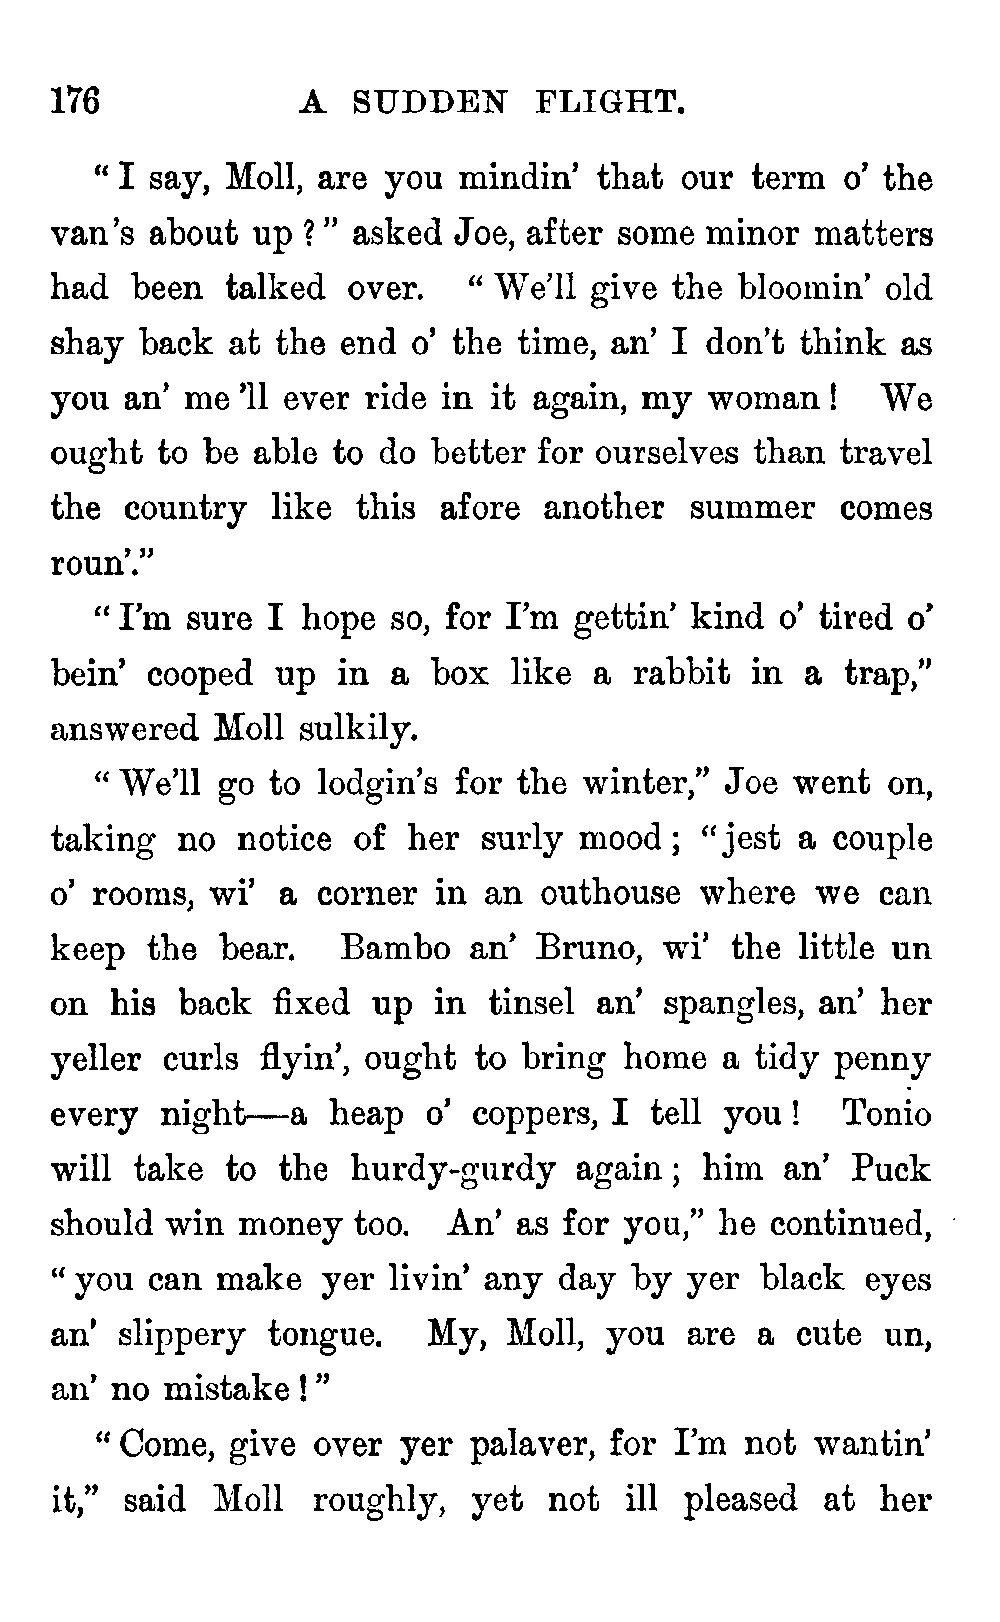 176 A SUDDEN FLIGHT.
“I say, Moll, are you mindin’ that our term o’ the
van’s about up?” asked Joe, after some minor matters
had been talked over. “We’ll give the bloomin’ old
shay back at the end o’ the time, an’ I don’t think as
you an’ me ’ll ever ride in it again, my woman! We
ought to be able to do better for ourselves than travel
the country like this afore another summer comes
roun’.”
“I’m sure I hope so, for I’m gettin’ kind o’ tired o’
bein’ cooped up in a box like a rabbit in a trap,”
answered Moll sulkily.
“We’ll go to lodgin’s for the winter,” Joe went on,
taking no notice of her surly mood; “jest a couple
o’ rooms, wi’ a corner in an outhouse where we can
keep the bear. Bambo an’ Bruno, wi’ the little un
on his back fixed up in tinsel an’ spangles, an’ her
yeller curls flyin’, ought to bring home a tidy penny
every night—a heap o’ coppers, I tell you! Tonio
will take to the hurdy-gurdy again; him an’ Puck
should win money too. An’ as for you,” he continued,
“you can make yer livin’ any day by yer black eyes
an’ slippery tongue. My, Moll, you are a cute un,
an’ no mistake!”
“Come, give over yer palaver, for I’m not wantin’
it,” said Moll roughly, yet not ill pleased at her